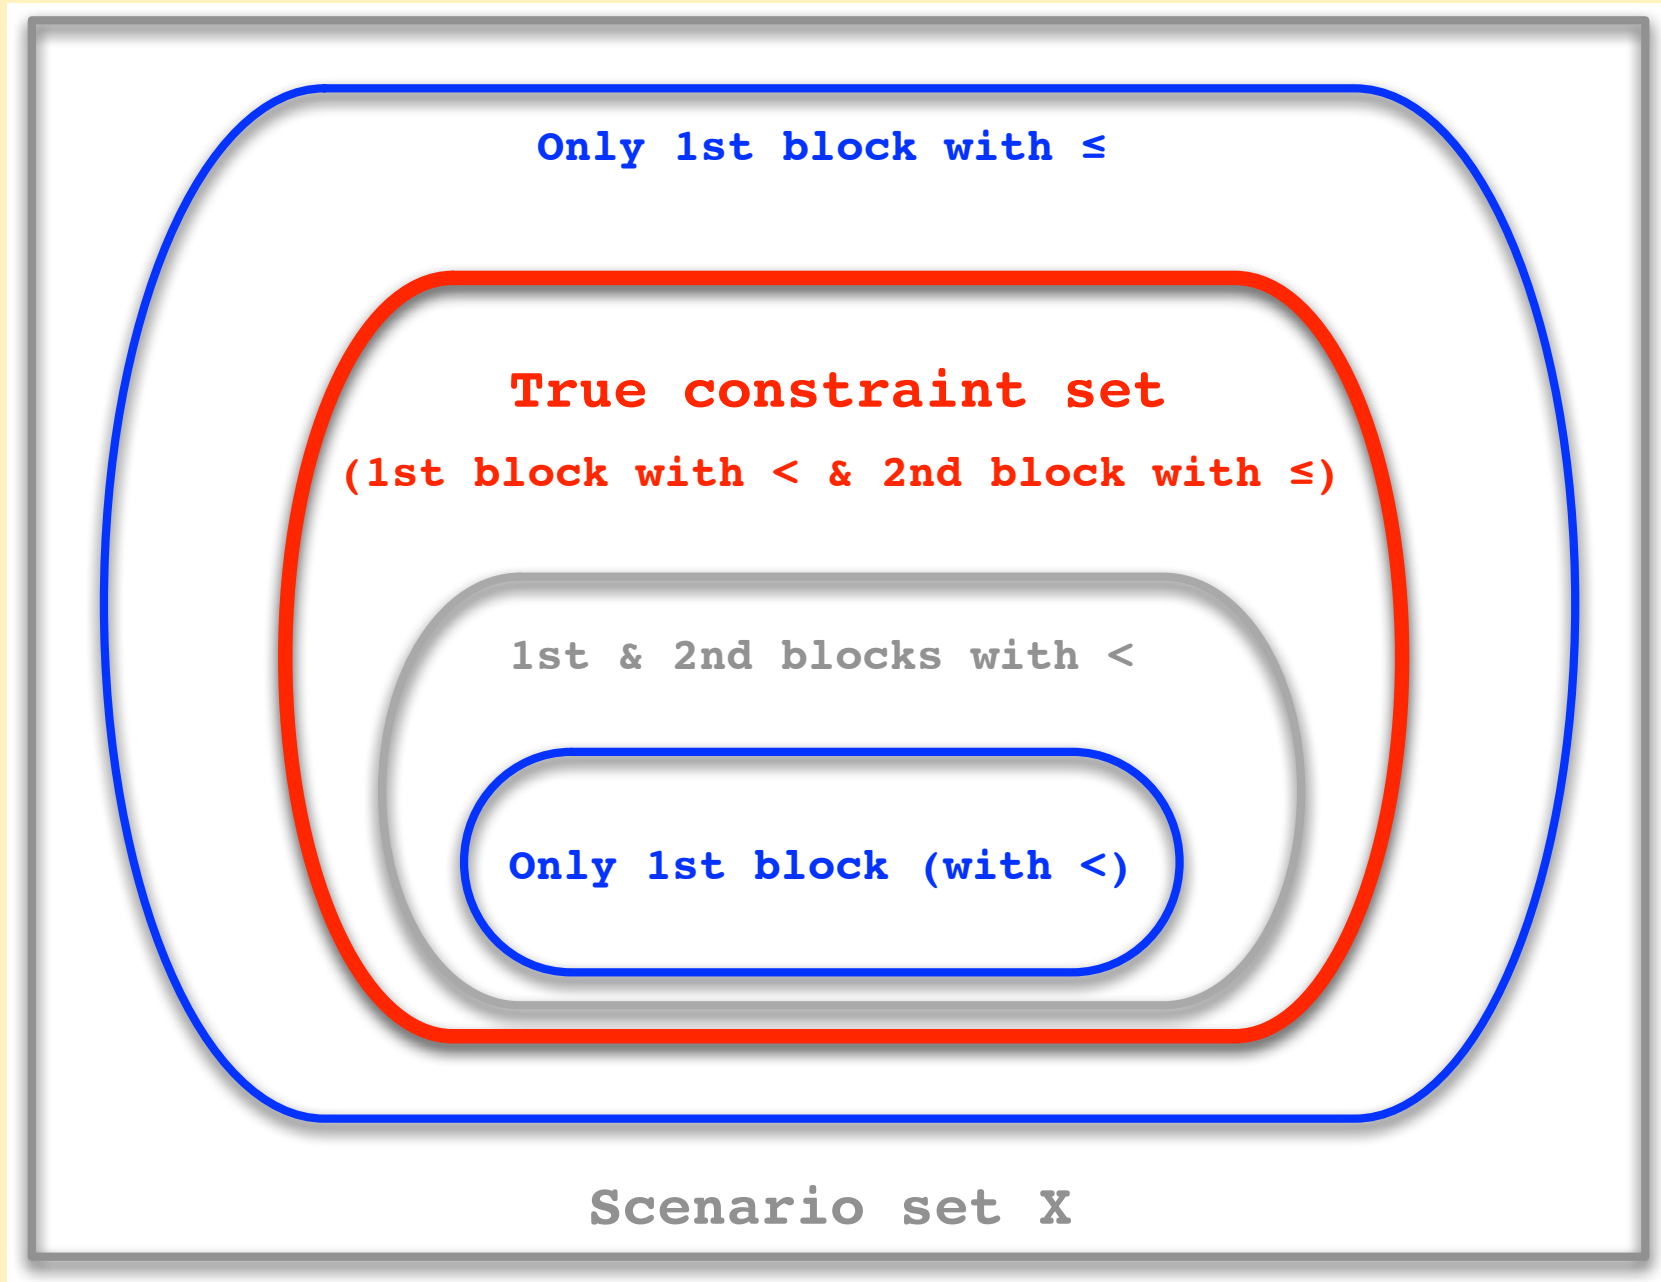 Only 1st block with ≤
True constraint set
(1st block with < & 2nd block with ≤)
1st & 2nd blocks with <
Only 1st block (with <)
Scenario set X